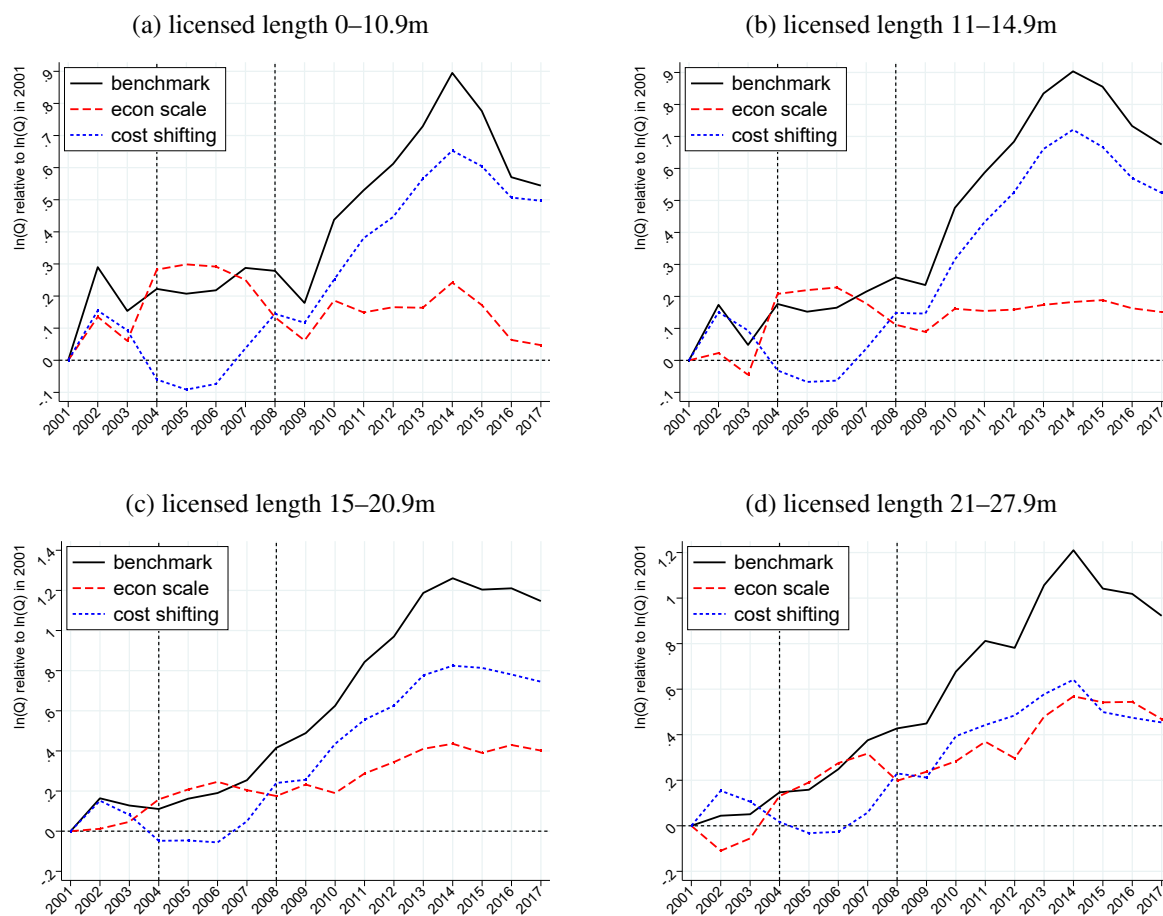 (a) licensed length 0–10.9m
ln(Q) relative to ln(Q) in 2001
benchmark
econ scale
cost shifting
.9
.8
.7
.6
.5
.4
.3
.2
.1
0
-.1
2001 2002 2003 2004 2005 2006 2007 2008 2009 2010 2011 2012 2013 2014 2015 2016 2017
(b) licensed length 11–14.9m
ln(Q) relative to ln(Q) in 2001
benchmark
econ scale
cost shifting
.9
.8
.7
.6
.5
.4
.3
.2
.1
0
-.1
2001 2002 2003 2004 2005 2006 2007 2008 2009 2010 2011 2012 2013 2014 2015 2016 2017
(c) licensed length 15–20.9m
ln(Q) relative to ln(Q) in 2001
benchmark
econ scale
cost shifting
1.4
1.2
1
.8
.6
.4
.2
0
-.2
2001 2002 2003 2004 2005 2006 2007 2008 2009 2010 2011 2012 2013 2014 2015 2016 2017
(d) licensed length 21–27.9m
ln(Q) relative to ln(Q) in 2001
benchmark
econ scale
cost shifting
1.2
1
.8
.6
.4
.2
0
-.2
2001 2002 2003 2004 2005 2006 2007 2008 2009 2010 2011 2012 2013 2014 2015 2016 2017